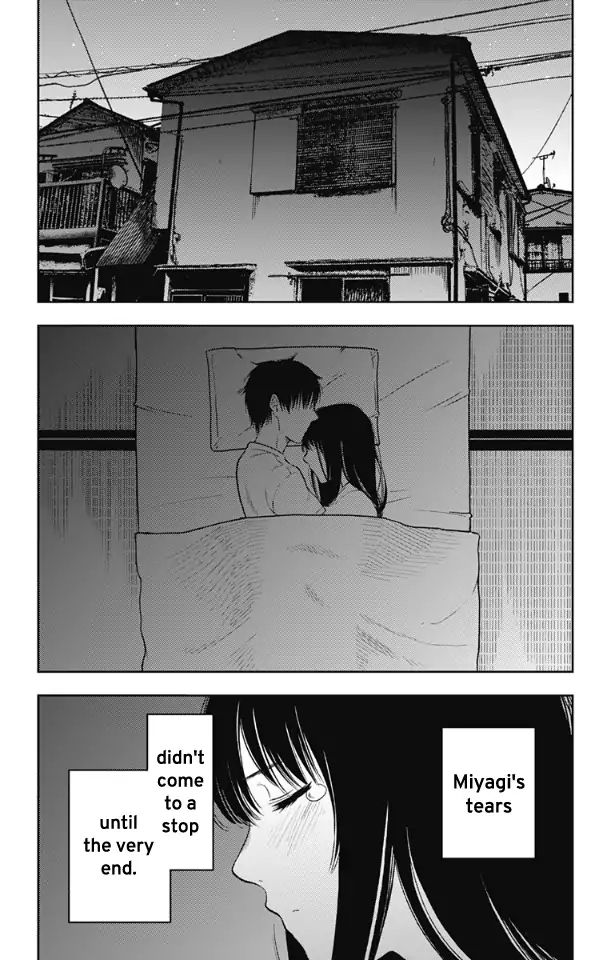 Miyagi's
tears
didn't
come
to a
stop
until
the very
end.